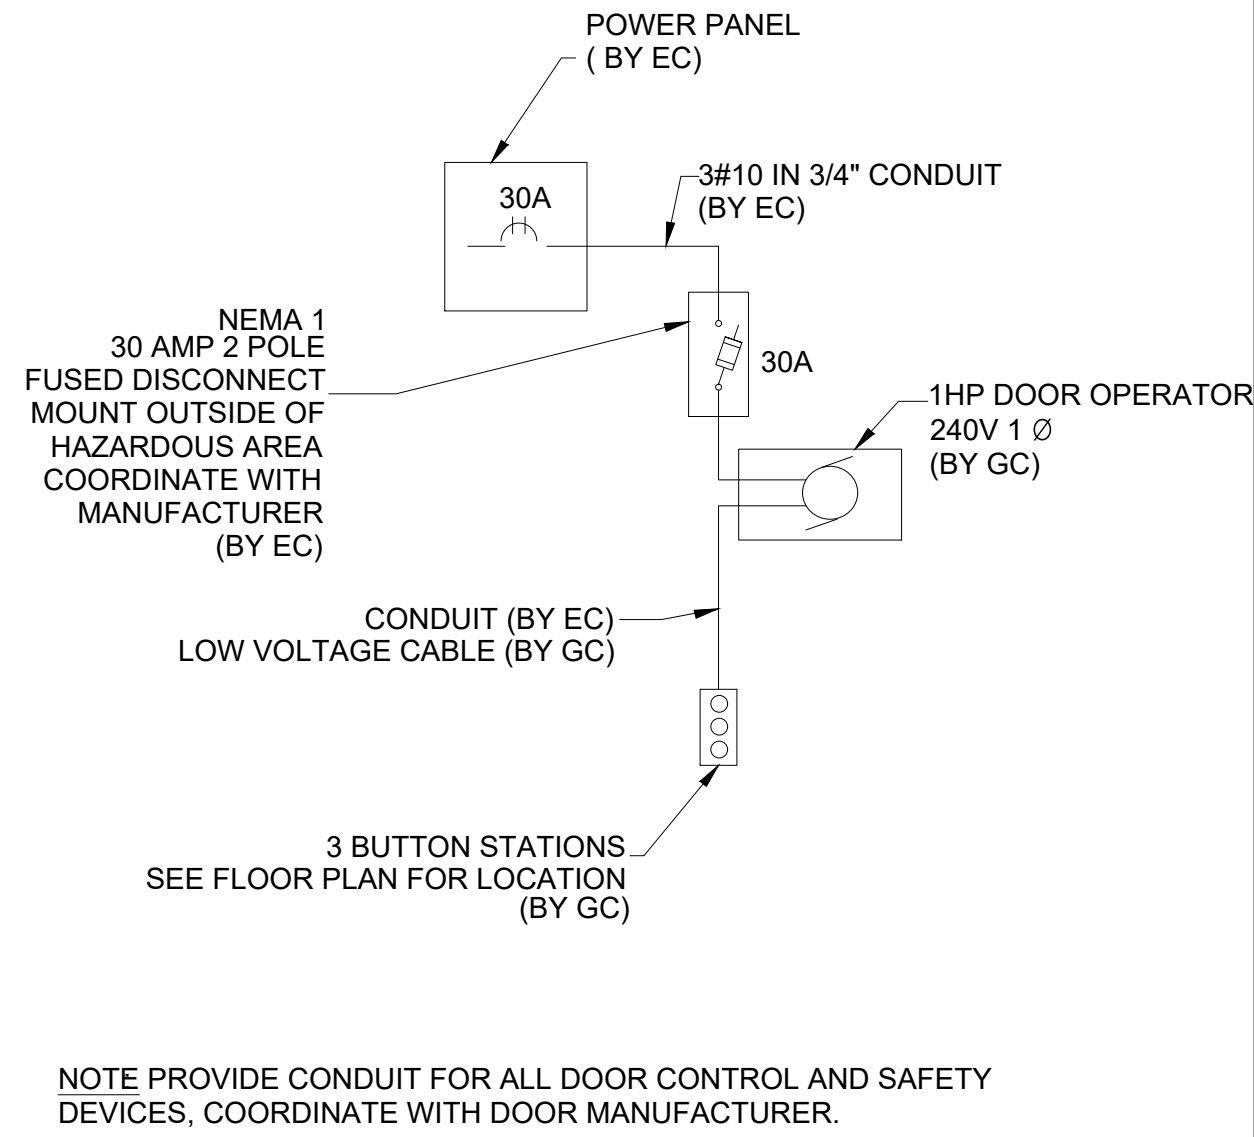 POWER PANEL
( BY EC)
30A
3#10 IN 3/4" CONDUIT
(BY EC)
NEMA 1
30 AMP 2 POLE
FUSED DISCONNECT
MOUNT OUTSIDE OF
HAZARDOUS AREA
COORDINATE WITH
MANUFACTURER
(BY EC)
30A
1HP DOOR OPERATOR
240V 1 Ø
(BY GC)
CONDUIT (BY EC)
LOW VOLTAGE CABLE (BY GC)
3 BUTTON STATIONS
SEE FLOOR PLAN FOR LOCATION
(BY GC)
NOTE PROVIDE CONDUIT FOR ALL DOOR CONTROL AND SAFETY
DEVICES, COORDINATE WITH DOOR MANUFACTURER.